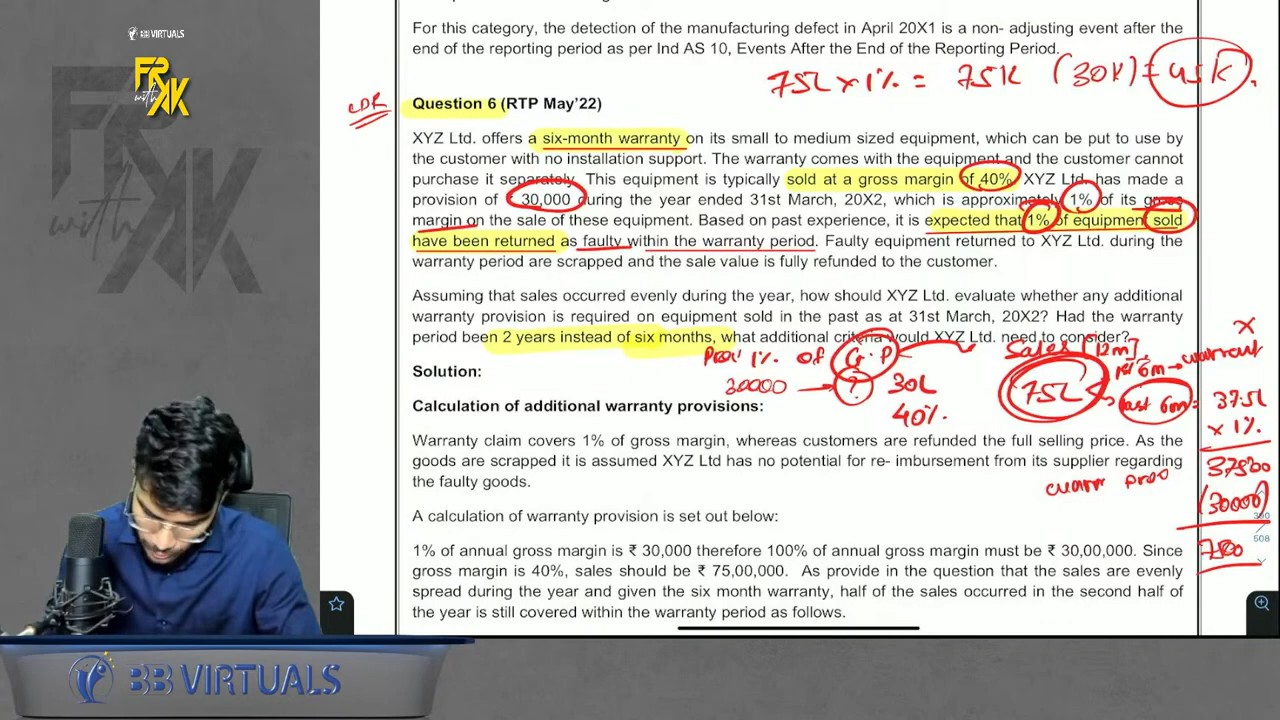 BB VIRTUALS
FR
with
AK
For this category, the detection of the manufacturing defect in April 20X1 is a non- adjusting event after the
end of the reporting period as per Ind AS 10, Events After the End of the Reporting Period.
75L x 1% = 75K (30K) = 45K
LDR
Question 6 (RTP May'22)
XYZ Ltd. offers a six-month warranty on its small to medium sized equipment, which can be put to use by
the customer with no installation support. The warranty comes with the equipment and the customer cannot
purchase it separately. This equipment is typically sold at a gross margin of 40%. XYZ Ltd. has made a
provision of ₹ 30,000 during the year ended 31st March, 20X2, which is approximately 1% of its gross
margin on the sale of these equipment. Based on past experience, it is expected that 1% of equipment sold
have been returned as faulty within the warranty period. Faulty equipment returned to XYZ Ltd. during the
warranty period are scrapped and the sale value is fully refunded to the customer.
Assuming that sales occurred evenly during the year, how should XYZ Ltd. evaluate whether any additional
warranty provision is required on equipment sold in the past as at 31st March, 20X2? Had the warranty
period been 2 years instead of six months, what additional criteria would XYZ Ltd. need to consider?
Prov 1% of G.P Sales [12m] 1st 6m → x warrant
30000 → ? 30L 75L last 6m = 37.5L
40% x 1%
Solution:
Calculation of additional warranty provisions:
Warranty claim covers 1% of gross margin, whereas customers are refunded the full selling price. As the
goods are scrapped it is assumed XYZ Ltd has no potential for re- imbursement from its supplier regarding
the faulty goods.
37500
prov (30000)
7500
A calculation of warranty provision is set out below:
1% of annual gross margin is ₹ 30,000 therefore 100% of annual gross margin must be ₹ 30,00,000. Since
gross margin is 40%, sales should be ₹ 75,00,000. As provide in the question that the sales are evenly
spread during the year and given the six month warranty, half of the sales occurred in the second half of
the year is still covered within the warranty period as follows.
508
BB VIRTUALS